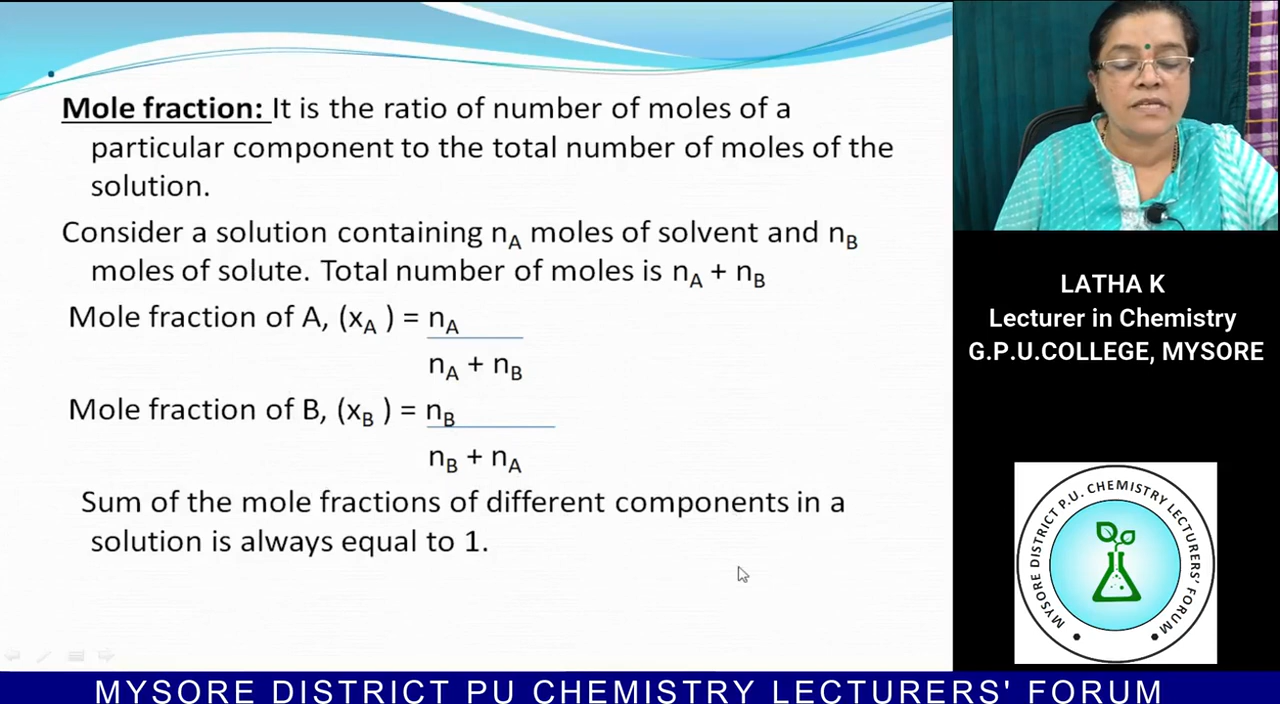 Mole fraction: It is the ratio of number of moles of a
particular component to the total number of moles of the
solution.
Consider a solution containing nA moles of solvent and nB
moles of solute. Total number of moles is nA + nB
Mole fraction of A, (xA ) = nA
nA + nB
Mole fraction of B, (xB ) = nB
nB + nA
Sum of the mole fractions of different components in a
solution is always equal to 1.
LATHA K
Lecturer in Chemistry
G.P.U.COLLEGE, MYSORE
MYSORE DISTRICT P.U. CHEMISTRY LECTURERS' FORUM
MYSORE DISTRICT PU CHEMISTRY LECTURERS' FORUM